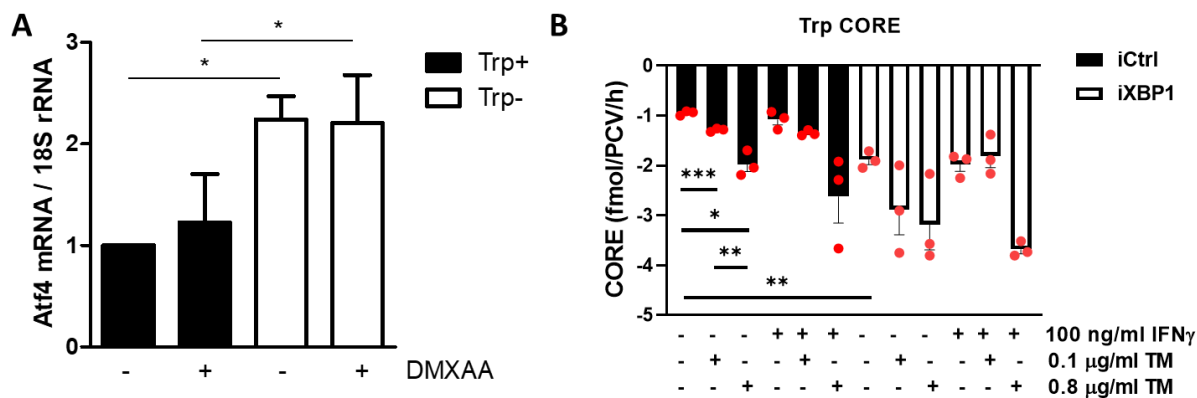 A
Atf4 mRNA / 18S rRNA
3
2
1
0
*
*
Trp+
Trp-
- + - + DMXAA
B
Trp CORE
CORE (fmol/PCV/h)
0
-1
-2
-3
-4
-5
***
*
**
**
iCtrl
iXBP1
- - - + + + - - - + + + 100 ng/ml IFNγ
- + - - + - - + - - + - 0.1 µg/ml TM
- - + - - + - - + - - + 0.8 µg/ml TM